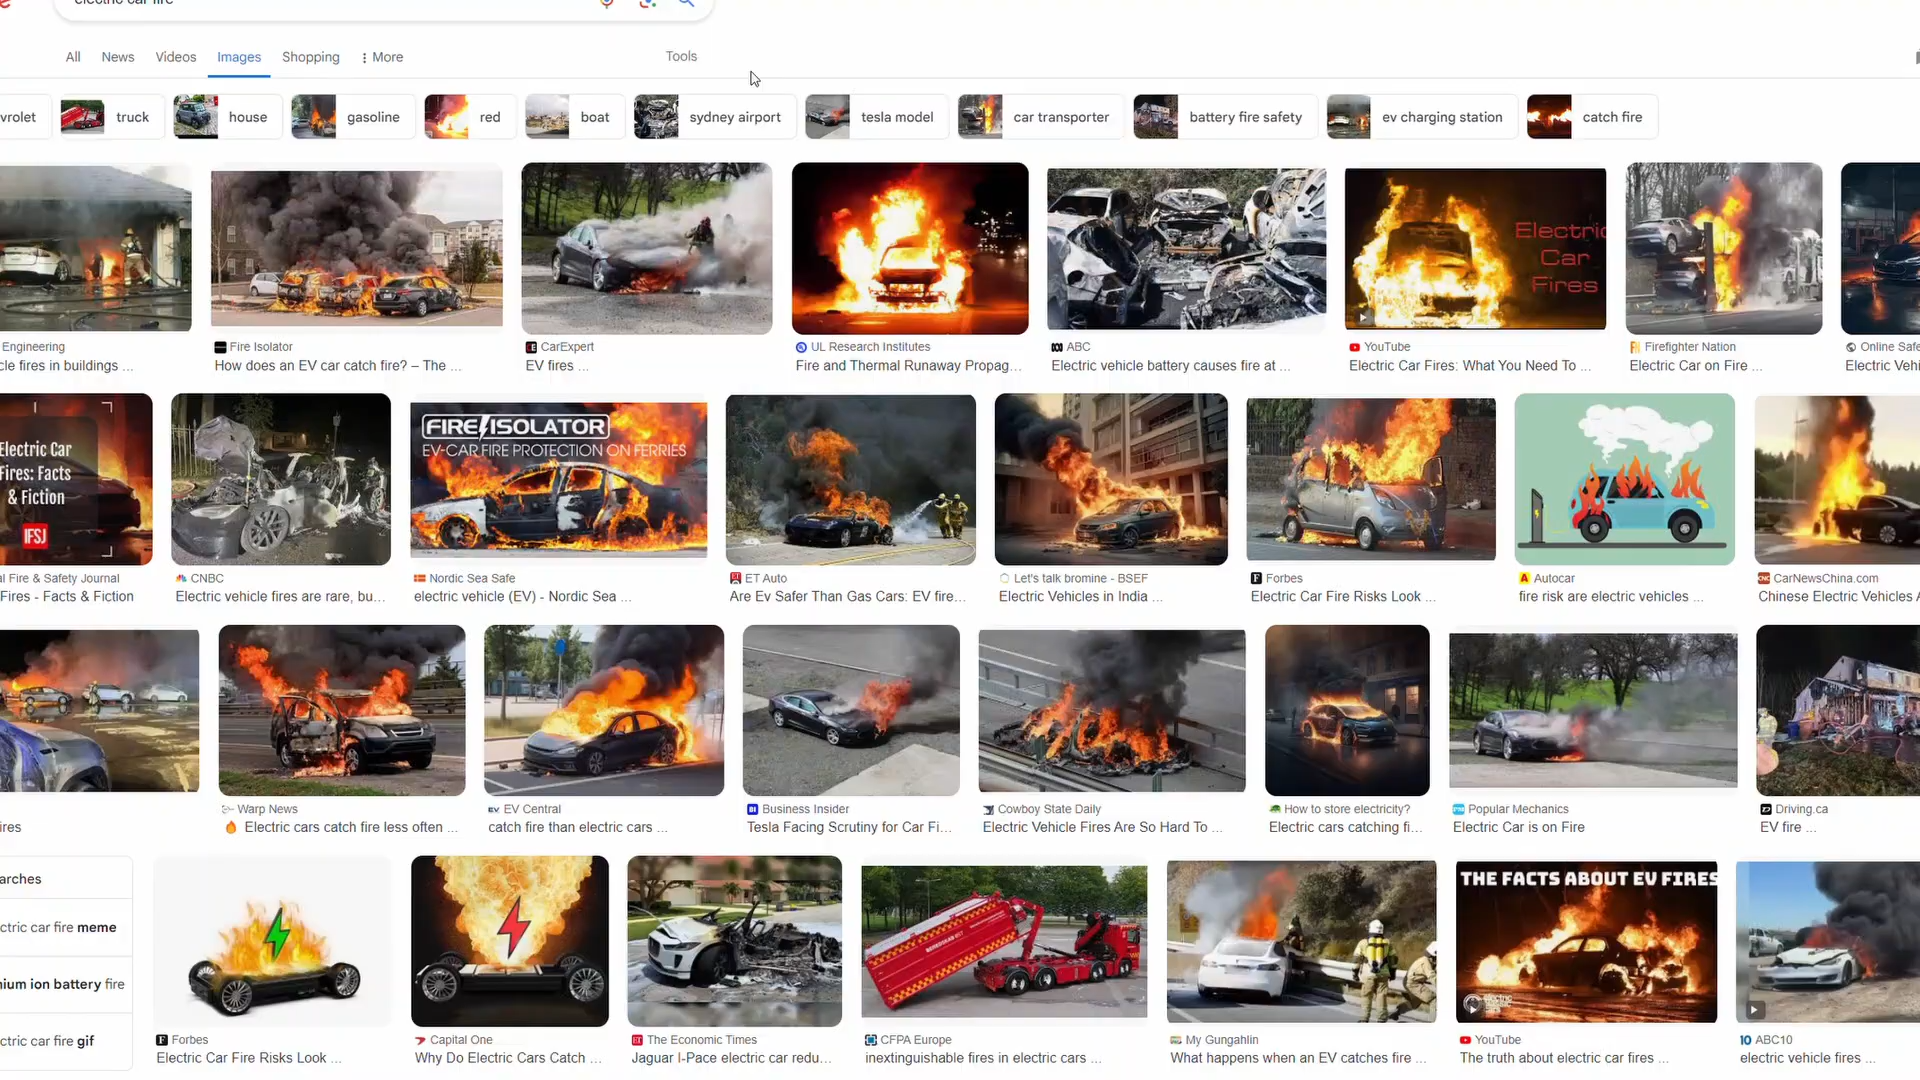 electric car fire
All News Videos Images Shopping More Tools
vrolet truck house gasoline red boat sydney airport tesla model car transporter battery fire safety ev charging station catch fire
Electric
Car
Fires
Engineering Fire Isolator CarExpert UL Research Institutes ABC YouTube Firefighter Nation Online Safe
cle fires in buildings ... How does an EV car catch fire? – The ... EV fires ... Fire and Thermal Runaway Propag... Electric vehicle battery causes fire at ... Electric Car Fires: What You Need To ... Electric Car on Fire ... Electric Vehi
Electric Car
Fires: Facts
& Fiction
IFSJ
FIRE ISOLATOR
EV-CAR FIRE PROTECTION ON FERRIES
al Fire & Safety Journal CNBC Nordic Sea Safe ET Auto Let's talk bromine - BSEF Forbes Autocar CarNewsChina.com
Fires - Facts & Fiction Electric vehicle fires are rare, bu... electric vehicle (EV) - Nordic Sea ... Are Ev Safer Than Gas Cars: EV fire... Electric Vehicles in India ... Electric Car Fire Risks Look ... fire risk are electric vehicles ... Chinese Electric Vehicles A
Warp News EV Central Business Insider Cowboy State Daily How to store electricity? Popular Mechanics Driving.ca
ires Electric cars catch fire less often ... catch fire than electric cars ... Tesla Facing Scrutiny for Car Fi... Electric Vehicle Fires Are So Hard To ... Electric cars catching fi... Electric Car is on Fire EV fire ...
arches
ctric car fire meme
nium ion battery fire
ctric car fire gif
THE FACTS ABOUT EV FIRES
Forbes Capital One The Economic Times CFPA Europe My Gungahlin YouTube ABC10
Electric Car Fire Risks Look ... Why Do Electric Cars Catch ... Jaguar I-Pace electric car redu... inextinguishable fires in electric cars ... What happens when an EV catches fire ... The truth about electric car fires ... electric vehicle fires ...